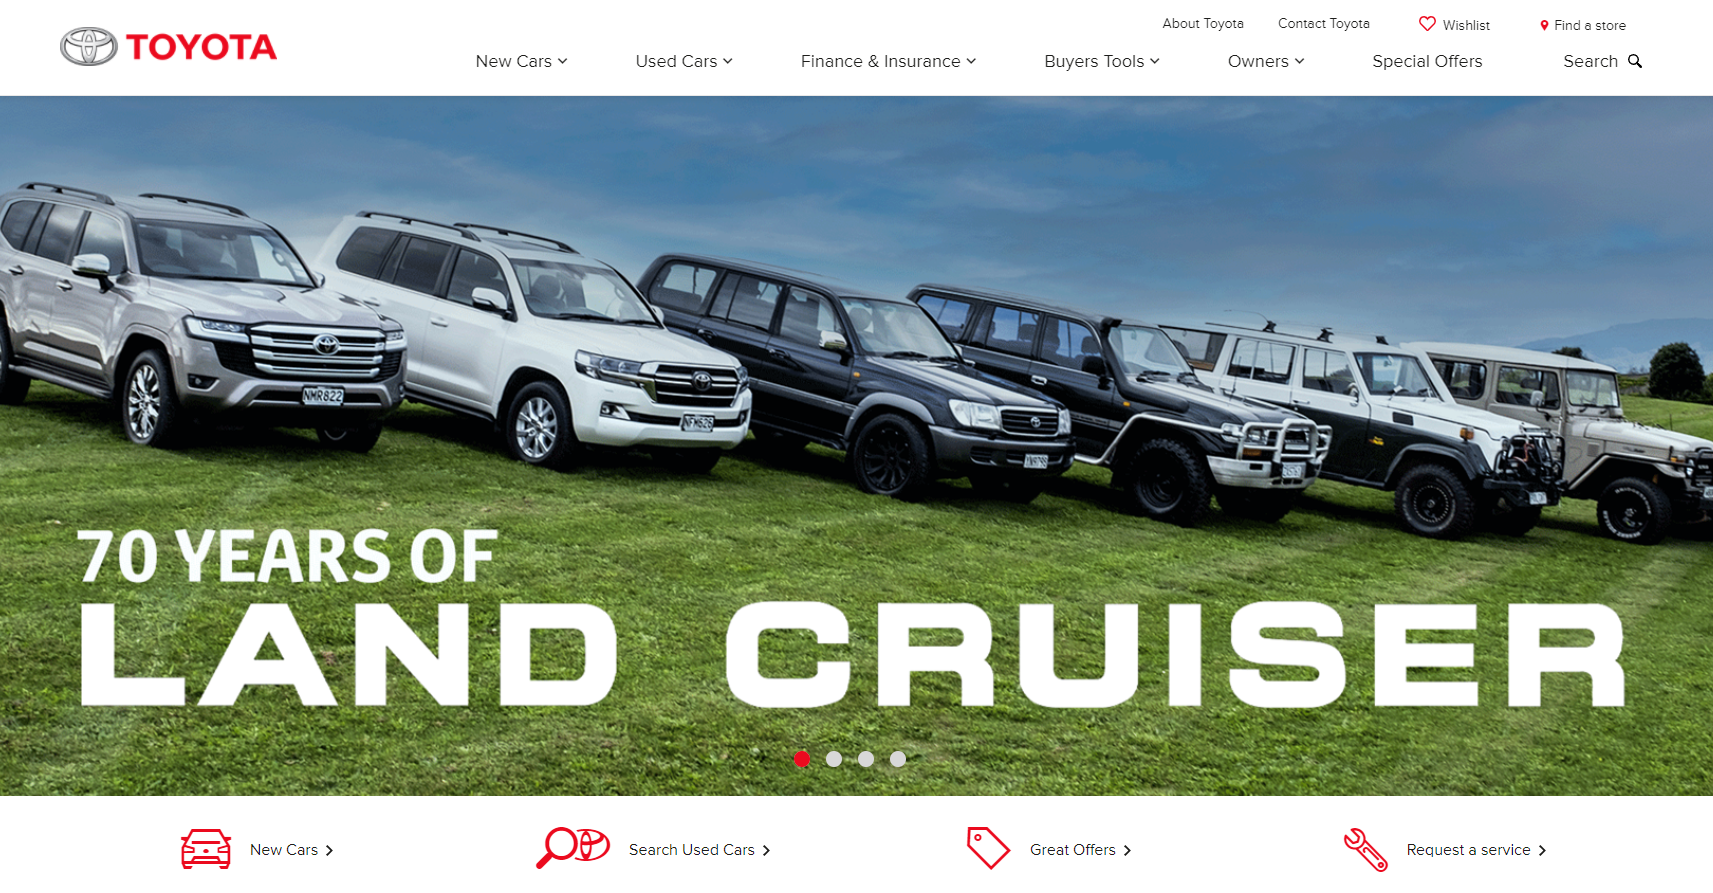 About Toyota
Contact Toyota
Wishlist
Find a store
TOYOTA
New Cars
Used Cars
Finance & Insurance
Buyers Tools
Owners
Special Offers
Search
NMR822
70 YEARS OF
LAND CRUISER
New Cars
Search Used Cars
Great Offers
Request a service